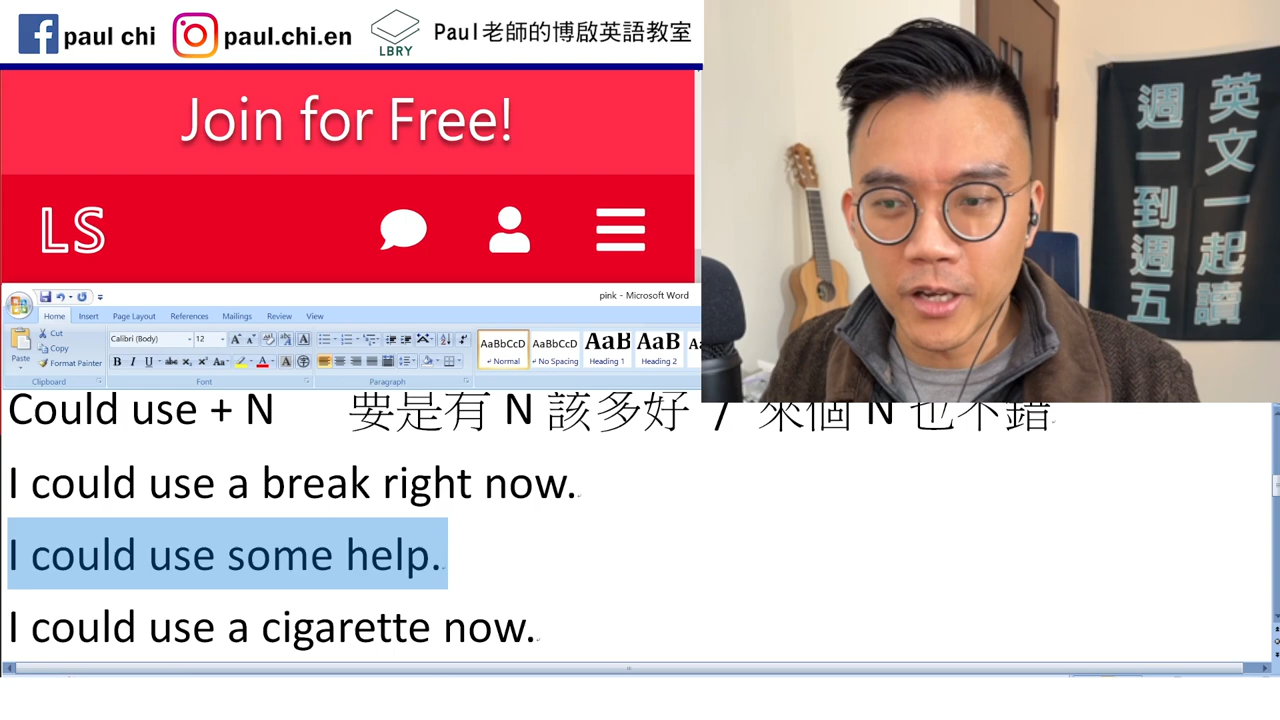 paul chi
paul.chi.en
LBRY
Paul老師的博啟英語教室
Join for Free!
LS
英文一起讀
週一到週五
pink - Microsoft Word
Home Insert Page Layout References Mailings Review View
Paste
Cut
Copy
Format Painter
Clipboard
Calibri (Body) 12
Font
Paragraph
AaBbCcD
Normal
AaBbCcD
No Spacing
AaB
Heading 1
AaB
Heading 2
Could use + N 要是有 N 該多好 / 來個 N 也不錯
I could use a break right now.
I could use some help.
I could use a cigarette now.